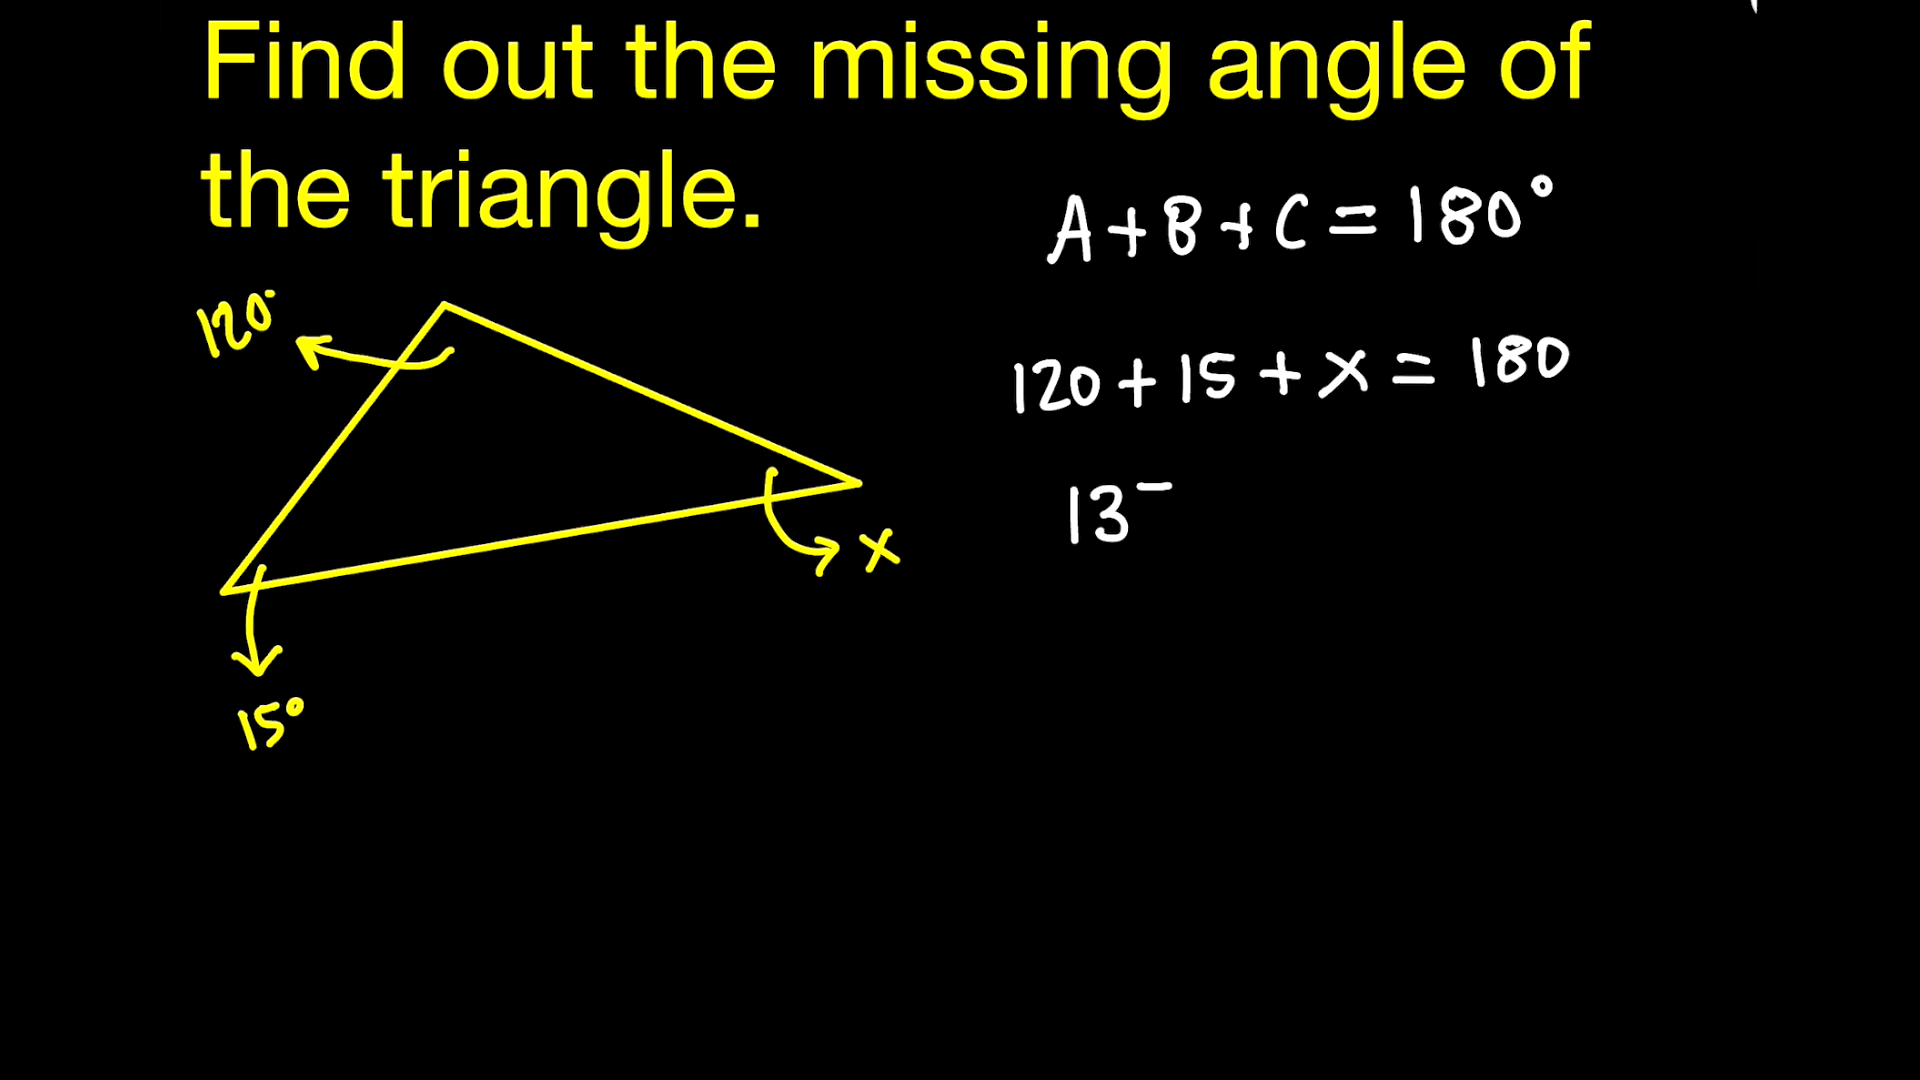 Find out the missing angle of
the triangle.
A+B+C=180°
120°
120+15+x=180
13
x
15°